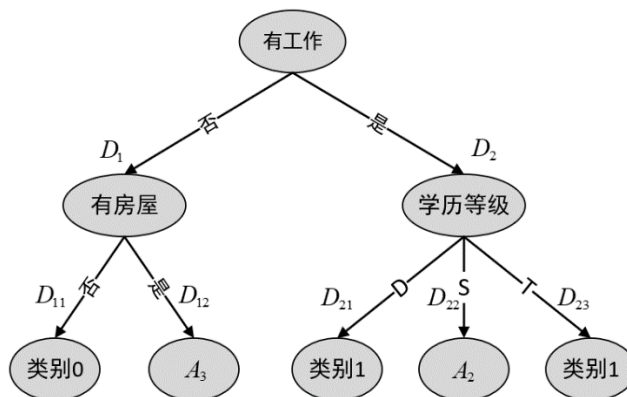 有工作
否
是
D₁
D₂
有房屋
学历等级
否
是
D
S
T
D₁₁
D₁₂
D₂₁
D₂₂
D₂₃
类别0
A₃
类别1
A₂
类别1